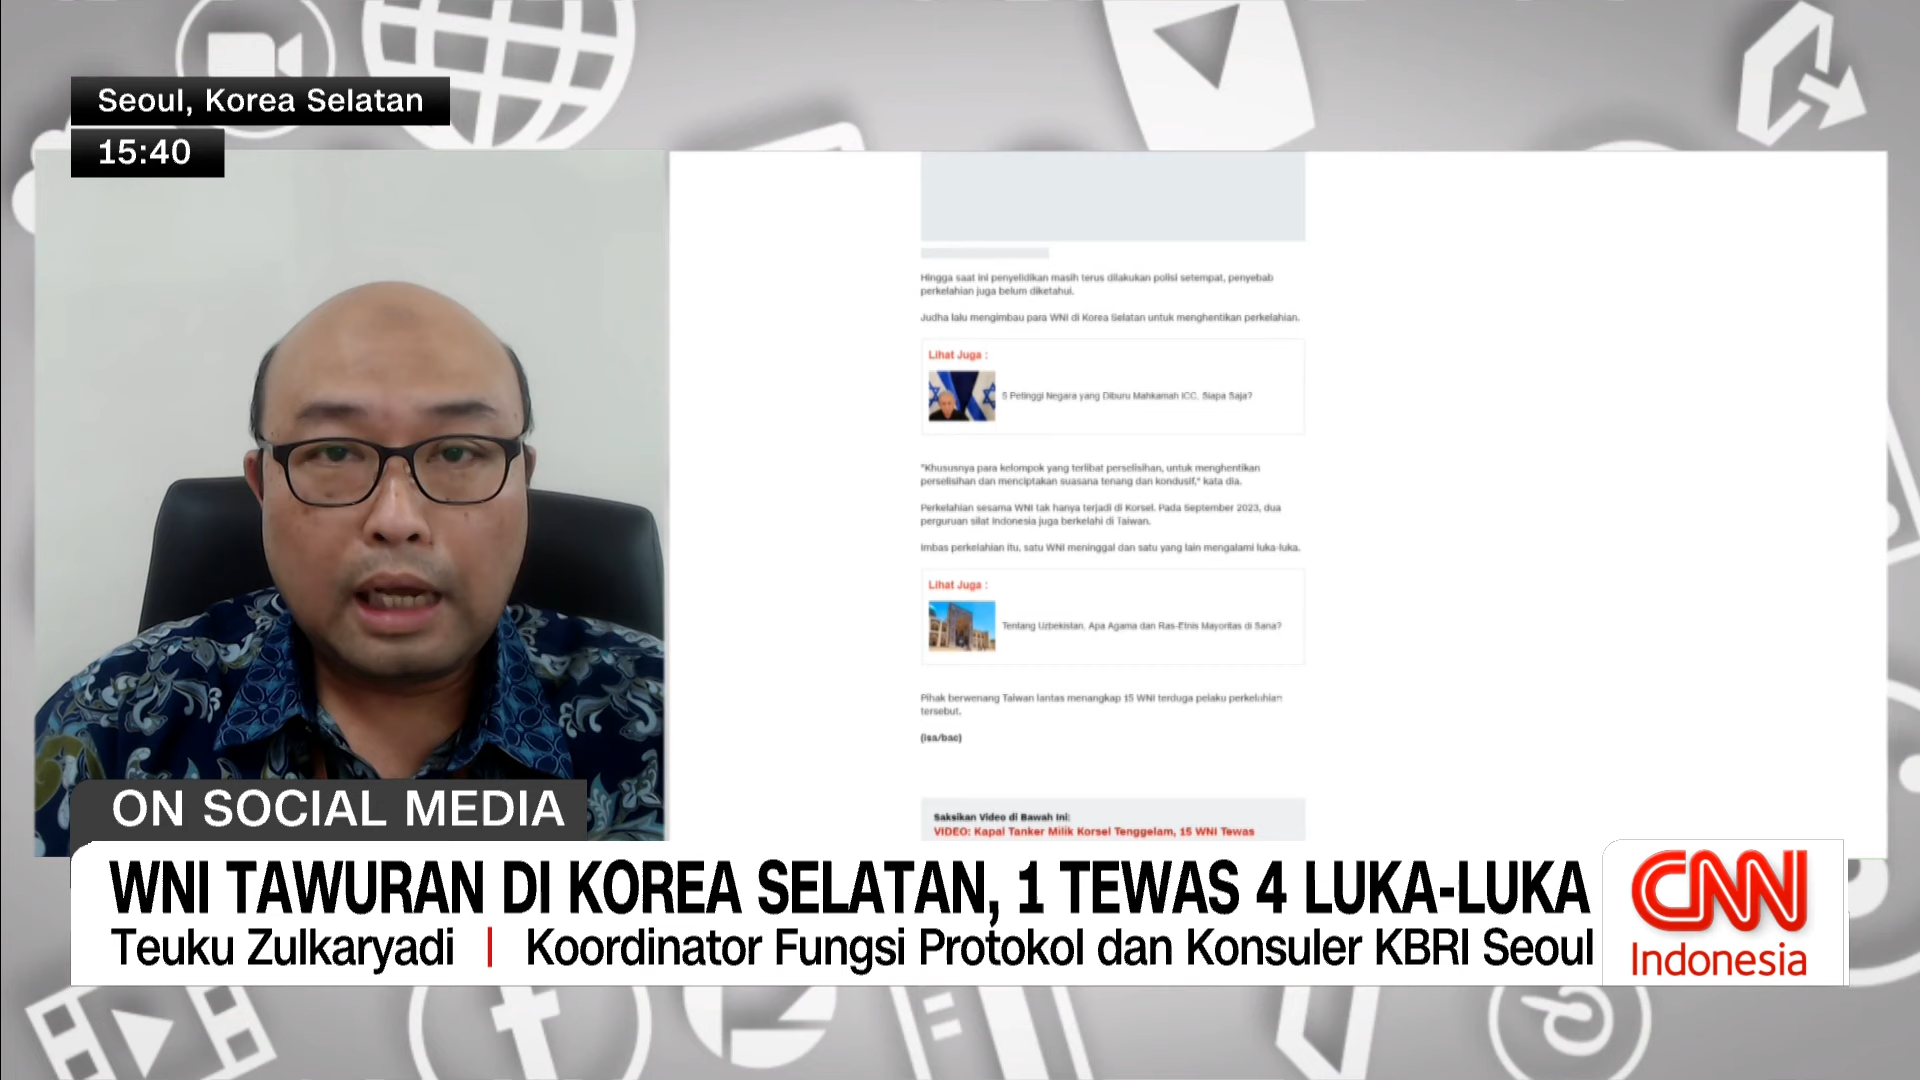 Seoul, Korea Selatan
15:40
Hingga saat ini penyelidikan masih terus dilakukan polisi setempat, penyebab
perkelahian juga belum diketahui.
Judha lalu mengimbau para WNI di Korea Selatan untuk menghentikan perkelahian.
Lihat Juga :
5 Petinggi Negara yang Diburu Mahkamah ICC, Siapa Saja?
"Khususnya para kelompok yang terlibat perselisihan, untuk menghentikan
perselisihan dan menciptakan suasana tenang dan kondusif," kata dia.
Perkelahian sesama WNI tak hanya terjadi di Korsel. Pada September 2023, dua
perguruan silat Indonesia juga berkelahi di Taiwan.
Imbas perkelahian itu, satu WNI meninggal dan satu yang lain mengalami luka-luka.
Lihat Juga :
Tentang Uzbekistan, Apa Agama dan Ras-Etnis Mayoritas di Sana?
Pihak berwenang Taiwan lantas menangkap 15 WNI terduga pelaku perkelahian
tersebut.
(isa/bac)
Saksikan Video di Bawah Ini:
VIDEO: Kapal Tanker Milik Korsel Tenggelam, 15 WNI Tewas
ON SOCIAL MEDIA
WNI TAWURAN DI KOREA SELATAN, 1 TEWAS 4 LUKA-LUKA
Teuku Zulkaryadi | Koordinator Fungsi Protokol dan Konsuler KBRI Seoul
CNN
Indonesia